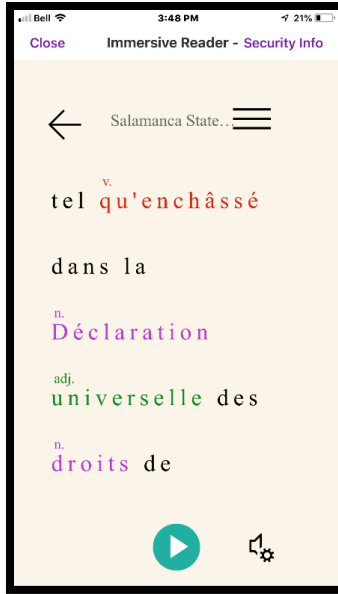 Bell 3:48 PM 21%
Close Immersive Reader - Security Info
Salamanca State...
v.
tel qu'enchâssé
dans la
n.
Déclaration
adj.
universelle des
n.
droits de